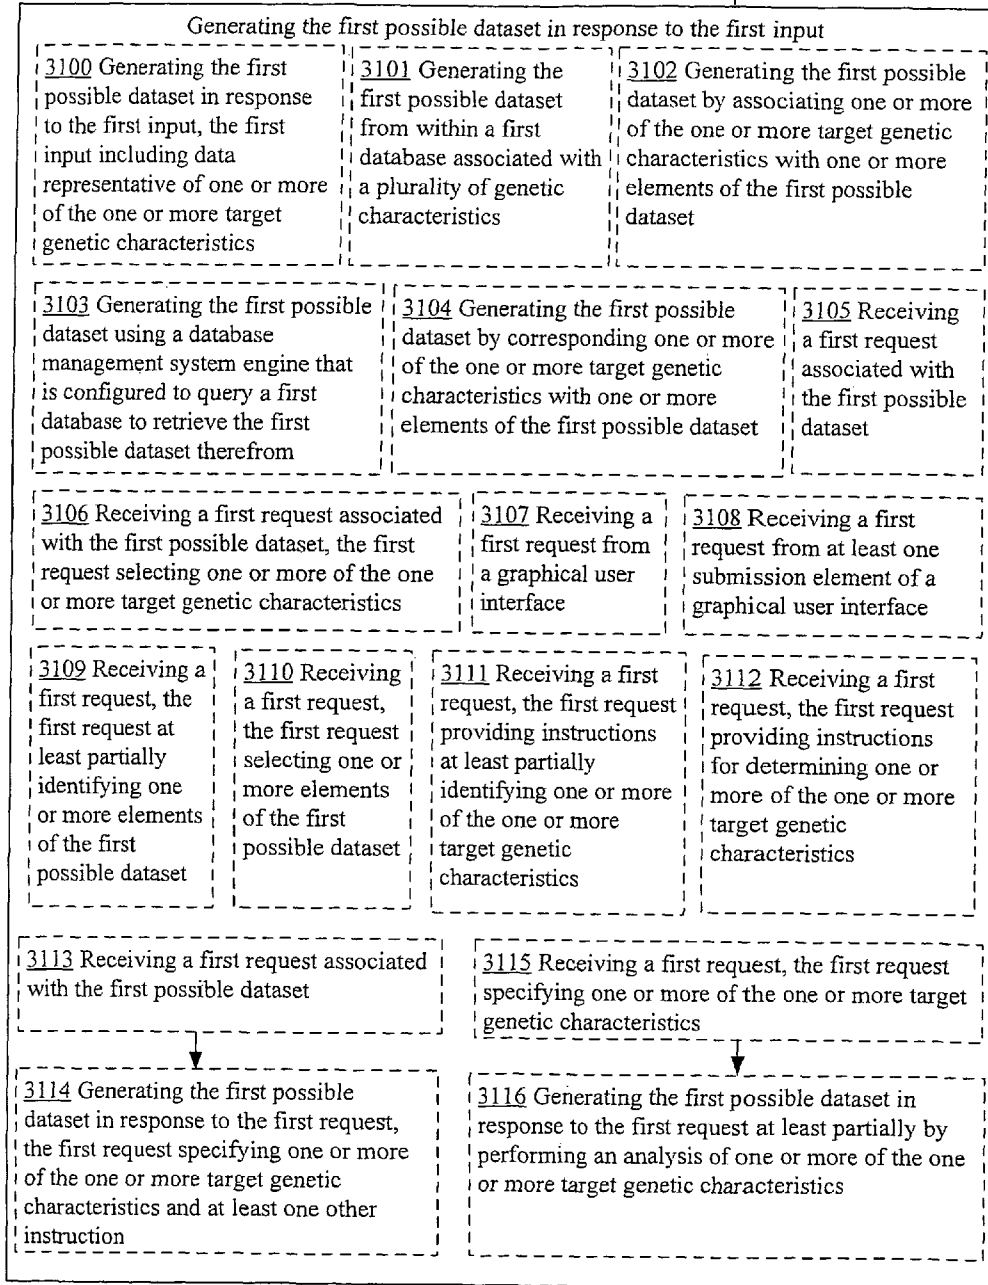 Generating the first possible dataset in response to the first input
3100 Generating the first
possible dataset in response
to the first input, the first
input including data
representative of one or more
of the one or more target
genetic characteristics
3101 Generating the
first possible dataset
from within a first
database associated with
a plurality of genetic
characteristics
3102 Generating the first possible
dataset by associating one or more
of the one or more target genetic
characteristics with one or more
elements of the first possible
dataset
3103 Generating the first possible
dataset using a database
management system engine that
is configured to query a first
database to retrieve the first
possible dataset therefrom
3104 Generating the first possible
dataset by corresponding one or more
of the one or more target genetic
characteristics with one or more
elements of the first possible dataset
3105 Receiving
a first request
associated with
the first possible
dataset
3106 Receiving a first request associated
with the first possible dataset, the first
request selecting one or more of the one
or more target genetic characteristics
3107 Receiving a
first request from
a graphical user
interface
3108 Receiving a first
request from at least one
submission element of a
graphical user interface
3109 Receiving a
first request, the
first request at
least partially
identifying one
or more elements
of the first
possible dataset
3110 Receiving
a first request,
the first request
selecting one or
more elements
of the first
possible dataset
3111 Receiving a first
request, the first request
providing instructions
at least partially
identifying one or more
of the one or more
target genetic
characteristics
3112 Receiving a first
request, the first request
providing instructions
for determining one or
more of the one or more
target genetic
characteristics
3113 Receiving a first request associated
with the first possible dataset
3115 Receiving a first request, the first request
specifying one or more of the one or more target
genetic characteristics
3114 Generating the first possible
dataset in response to the first request,
the first request specifying one or more
of the one or more target genetic
characteristics and at least one other
instruction
3116 Generating the first possible dataset in
response to the first request at least partially by
performing an analysis of one or more of the one
or more target genetic characteristics